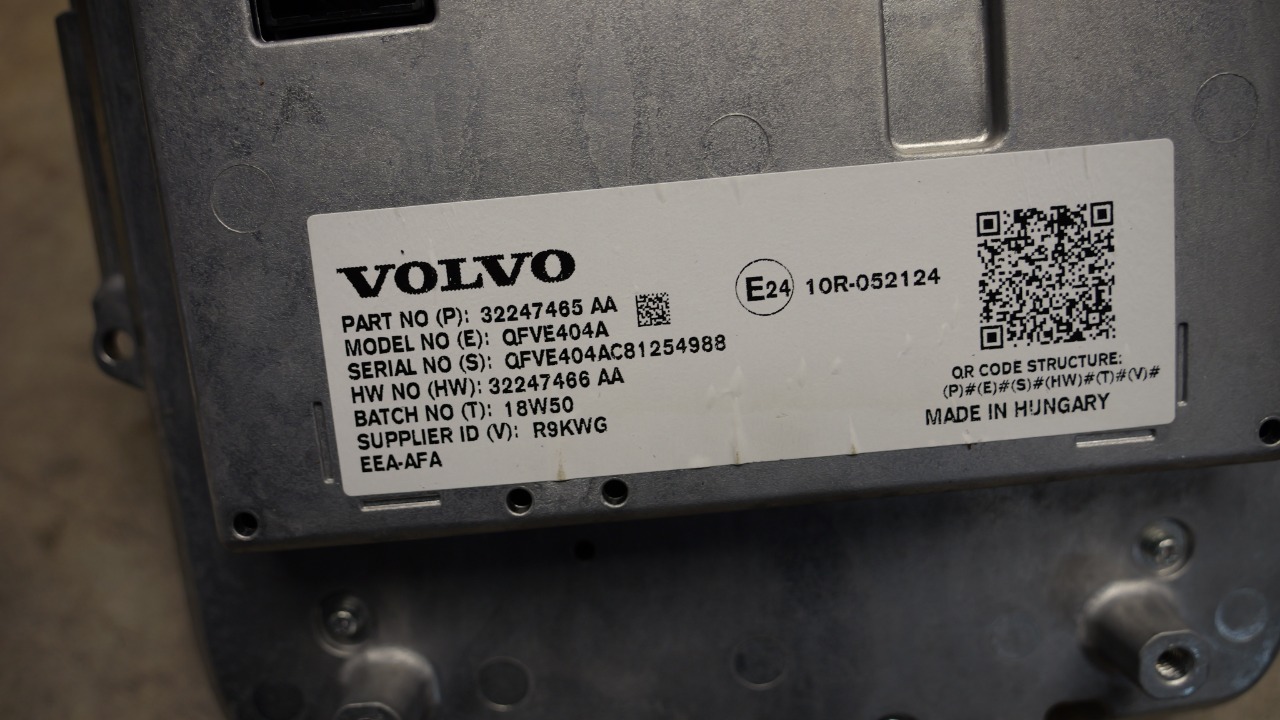 VOLVO
PART NO (P): 32247465 AA
MODEL NO (E): QFVE404A
SERIAL NO (S): QFVE404AC81254988
HW NO (HW): 32247466 AA
BATCH NO (T): 18W50
SUPPLIER ID (V): R9KWG
EEA-AFA
E24 10R-052124
QR CODE STRUCTURE:
(P)#(E)#(S)#(HW)#(T)#(V)#
MADE IN HUNGARY